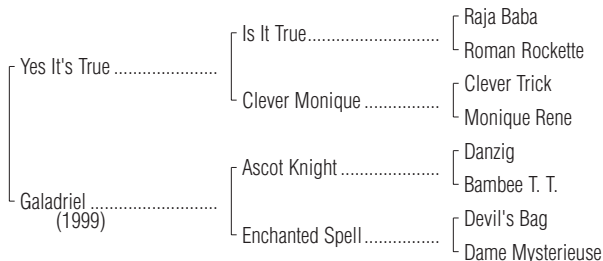 Raja Baba
Is It True
Roman Rockette
Yes It's True
Clever Trick
Clever Monique
Monique Rene
Danzig
Ascot Knight
Bambee T. T.
Galadriel
(1999)
Devil's Bag
Enchanted Spell
Dame Mysterieuse